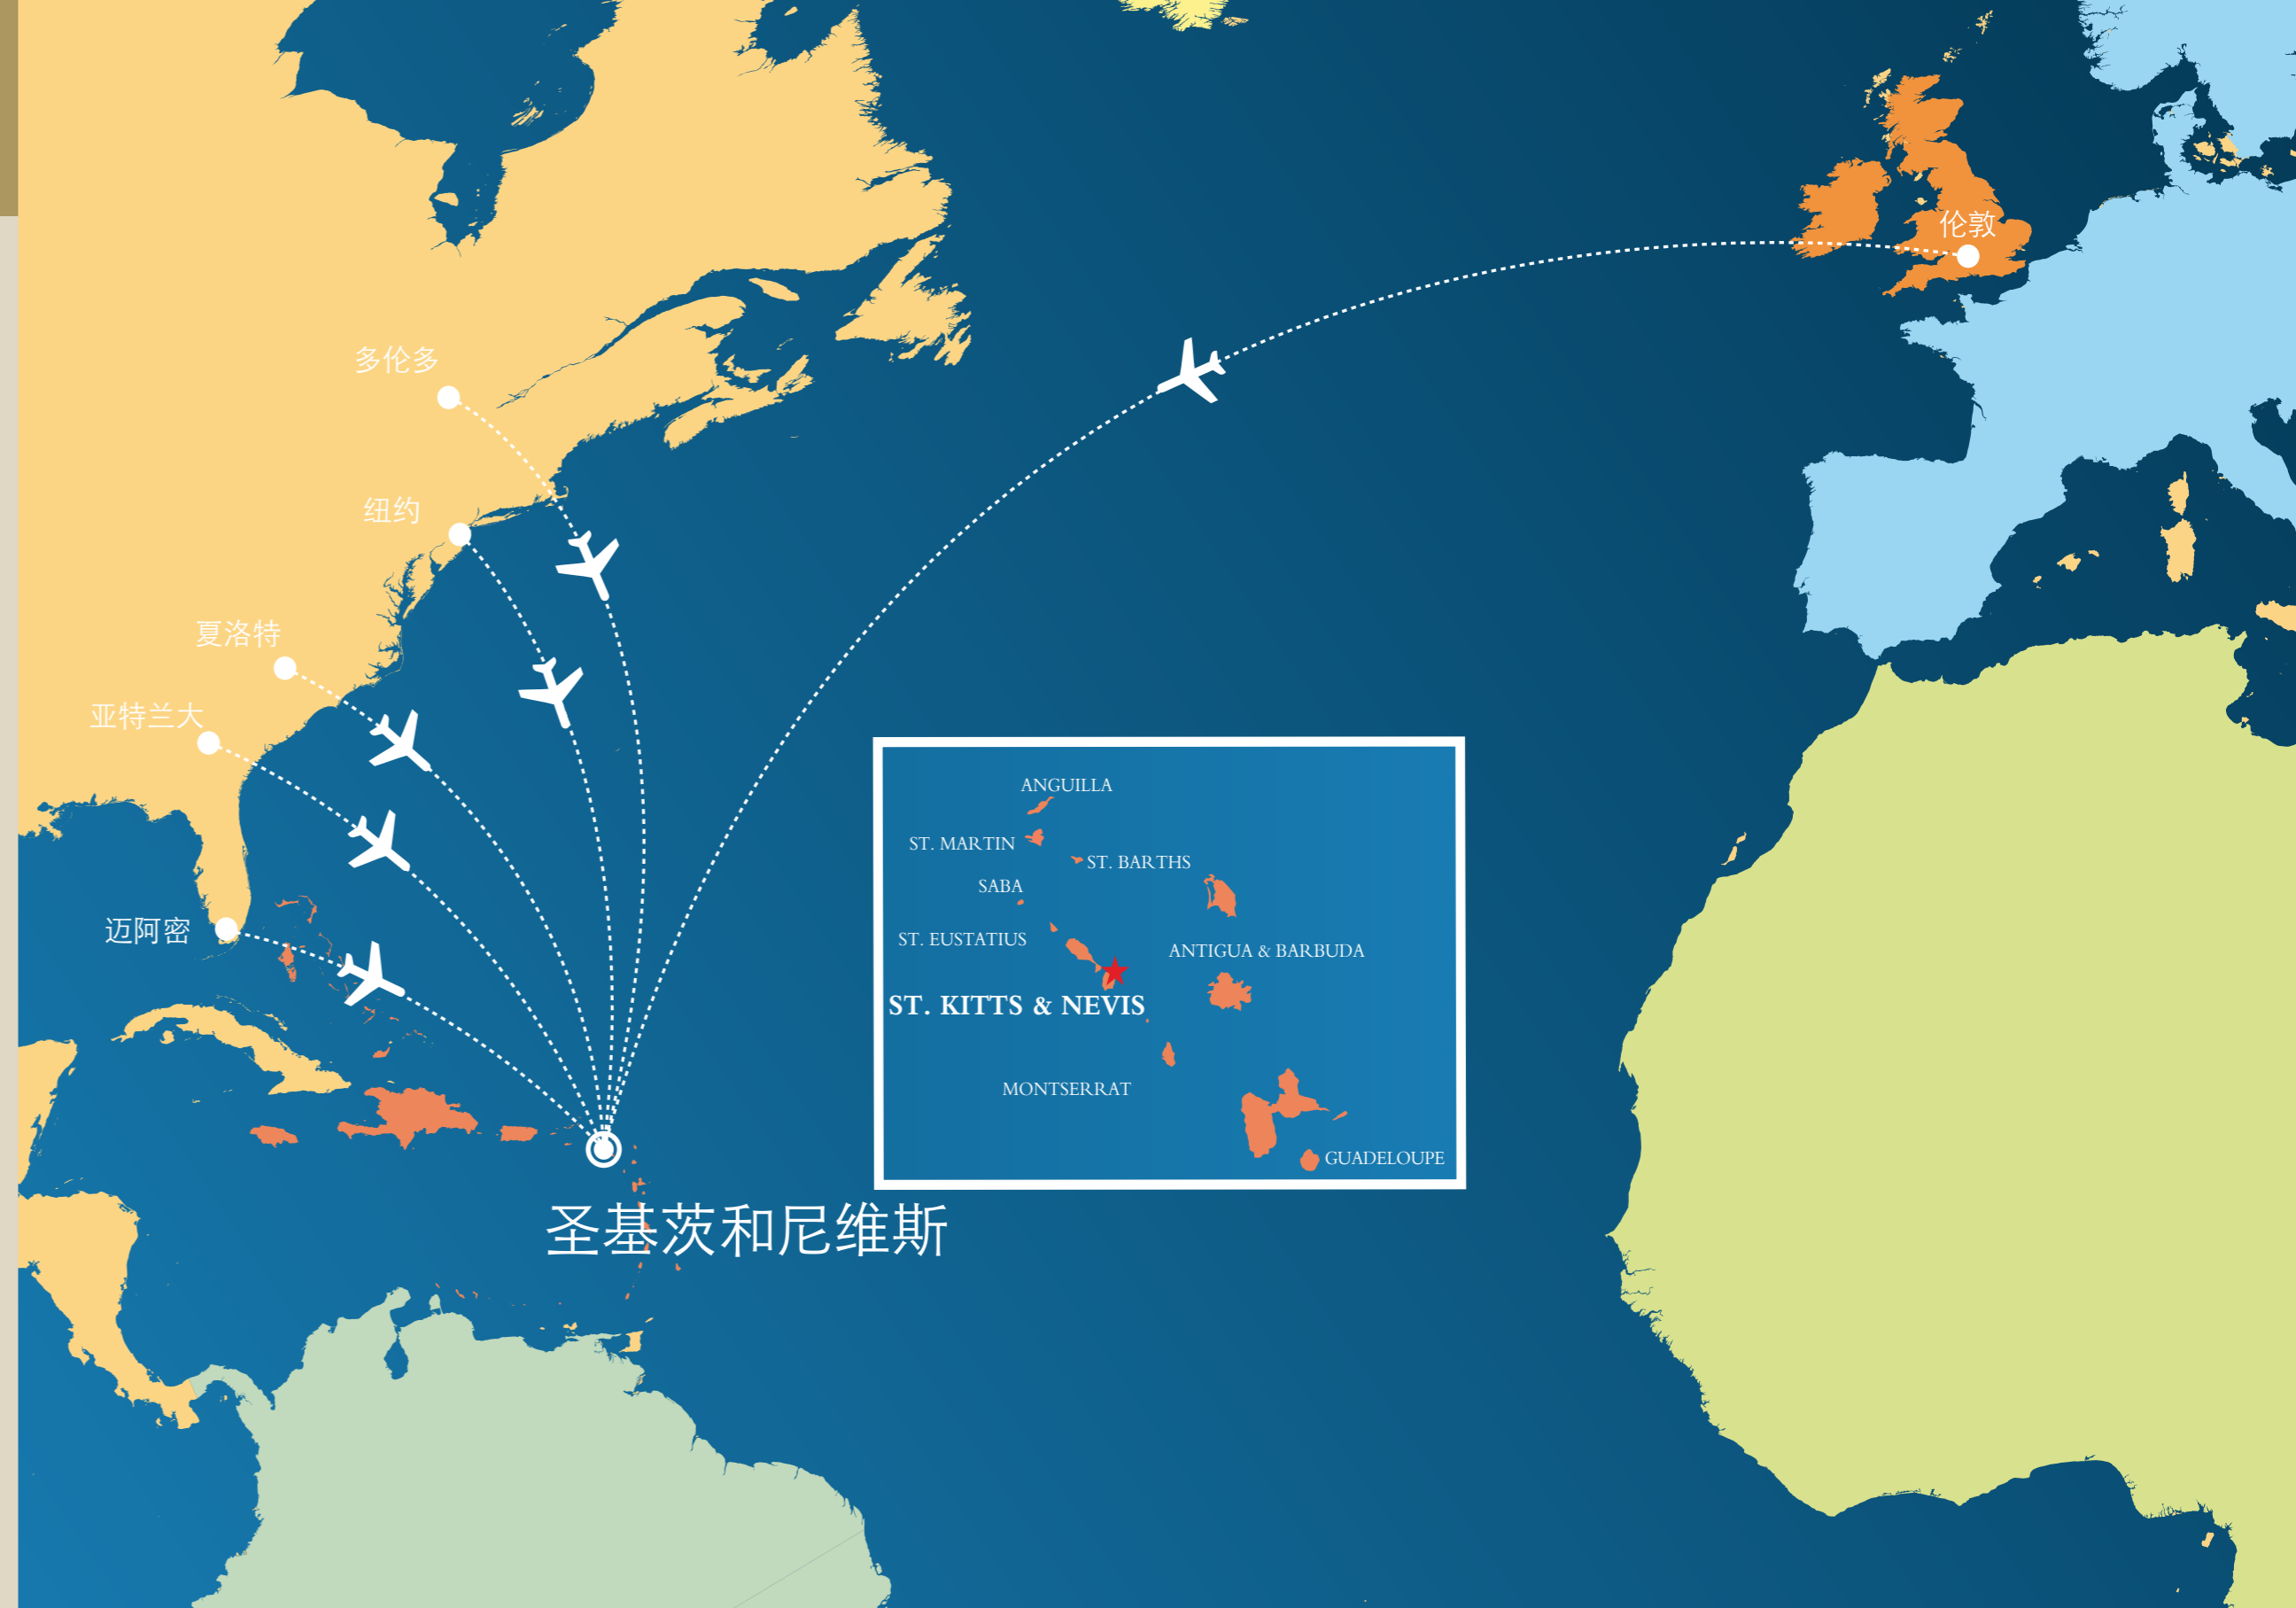 伦敦
多伦多
纽约
夏洛特
亚特兰大
迈阿密
ANGUILLA
ST. MARTIN
ST. BARTHS
SABA
ST. EUSTATIUS
ANTIGUA & BARBUDA
ST. KITTS & NEVIS
MONTSERRAT
GUADELOUPE
圣基茨和尼维斯